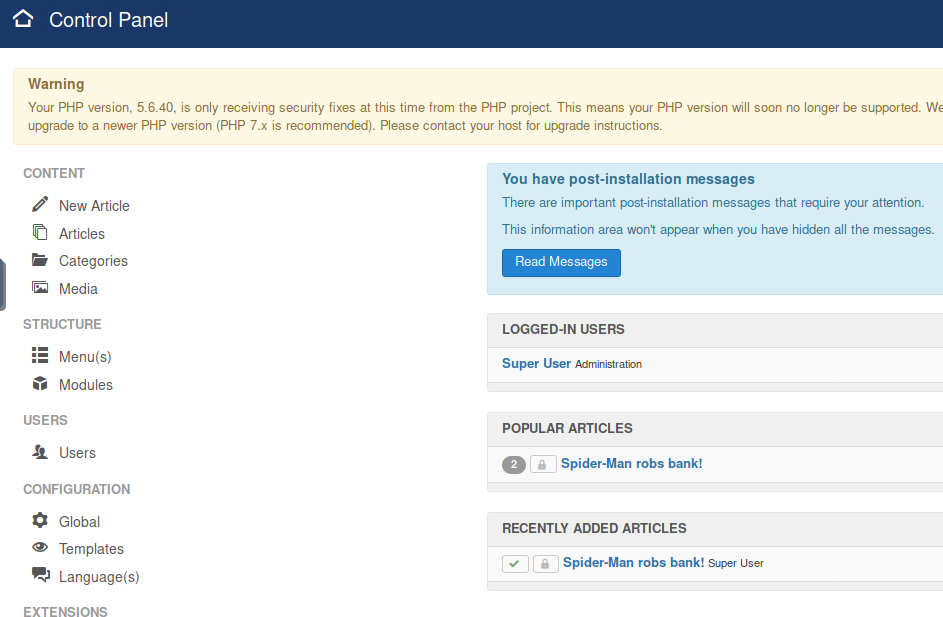 Control Panel
Warning
Your PHP version, 5.6.40, is only receiving security fixes at this time from the PHP project. This means your PHP version will soon no longer be supported. We
upgrade to a newer PHP version (PHP 7.x is recommended). Please contact your host for upgrade instructions.
CONTENT
New Article
Articles
Categories
Media
STRUCTURE
Menu(s)
Modules
USERS
Users
CONFIGURATION
Global
Templates
Language(s)
EXTENSIONS
You have post-installation messages
There are important post-installation messages that require your attention.
This information area won't appear when you have hidden all the messages.
Read Messages
LOGGED-IN USERS
Super User Administration
POPULAR ARTICLES
2 Spider-Man robs bank!
RECENTLY ADDED ARTICLES
Spider-Man robs bank! Super User